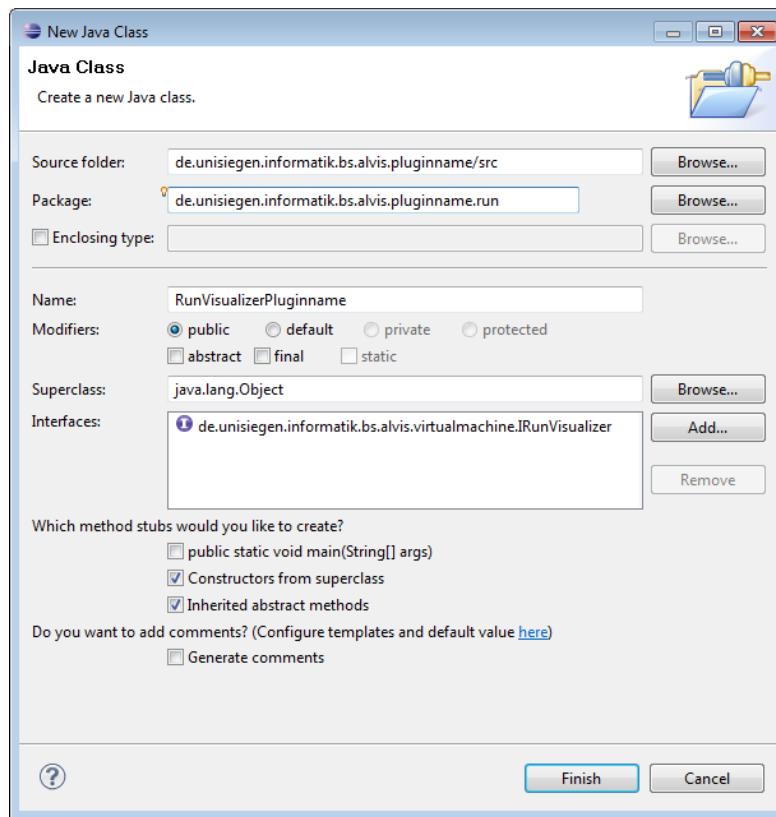 New Java Class
Java Class
Create a new Java class.
Source folder: de.unisiegen.informatik.bs.alvis.pluginname/src Browse...
Package: de.unisiegen.informatik.bs.alvis.pluginname.run Browse...
Enclosing type: Browse...
Name: RunVisualizerPluginname
Modifiers: public default private protected
abstract final static
Superclass: java.lang.Object Browse...
Interfaces: de.unisiegen.informatik.bs.alvis.virtualmachine.IRunVisualizer Add...
Remove
Which method stubs would you like to create?
public static void main(String[] args)
Constructors from superclass
Inherited abstract methods
Do you want to add comments? (Configure templates and default value here)
Generate comments
? Finish Cancel